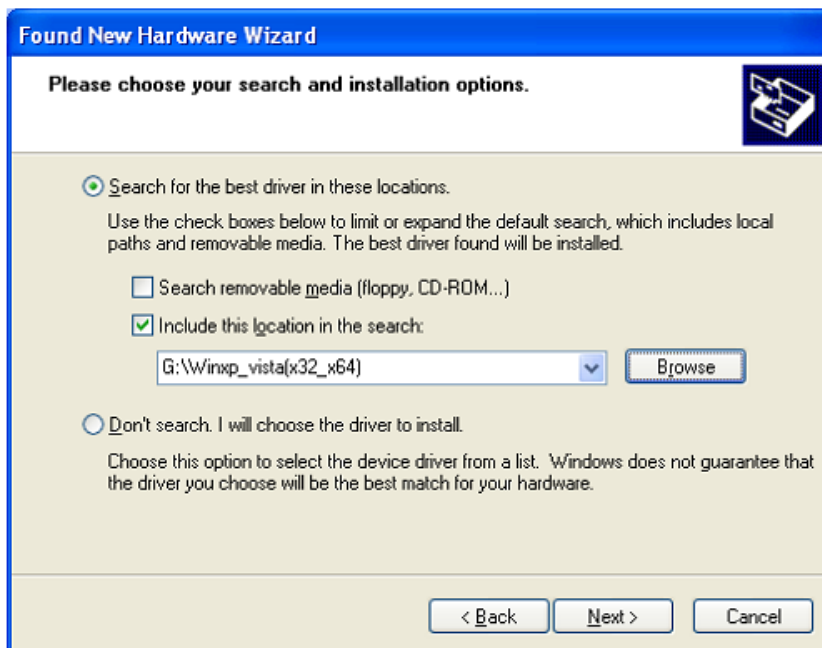 Found New Hardware Wizard
Please choose your search and installation options.
Search for the best driver in these locations.
Use the check boxes below to limit or expand the default search, which includes local
paths and removable media. The best driver found will be installed.
Search removable media (floppy, CD-ROM...)
Include this location in the search:
G:\Winxp_vista(x32_x64)
Browse
Don't search. I will choose the driver to install.
Choose this option to select the device driver from a list. Windows does not guarantee that
the driver you choose will be the best match for your hardware.
< Back
Next >
Cancel